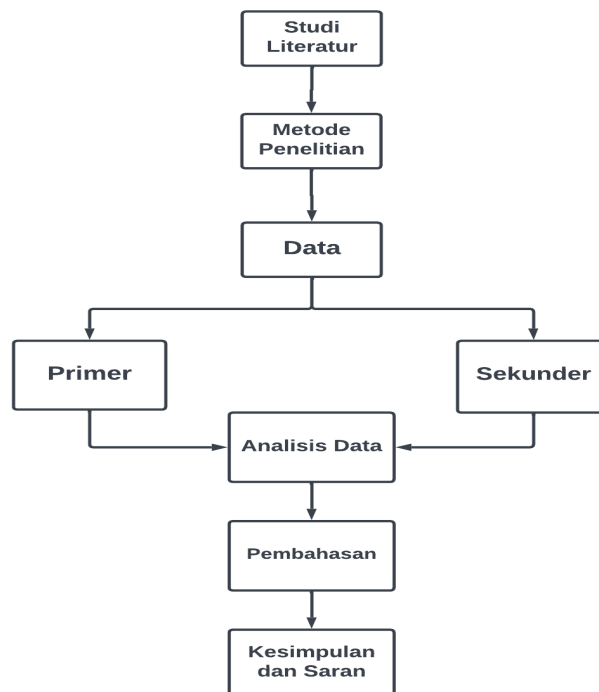 Studi
Literatur
Metode
Penelitian
Data
Primer
Sekunder
Analisis Data
Pembahasan
Kesimpulan
dan Saran